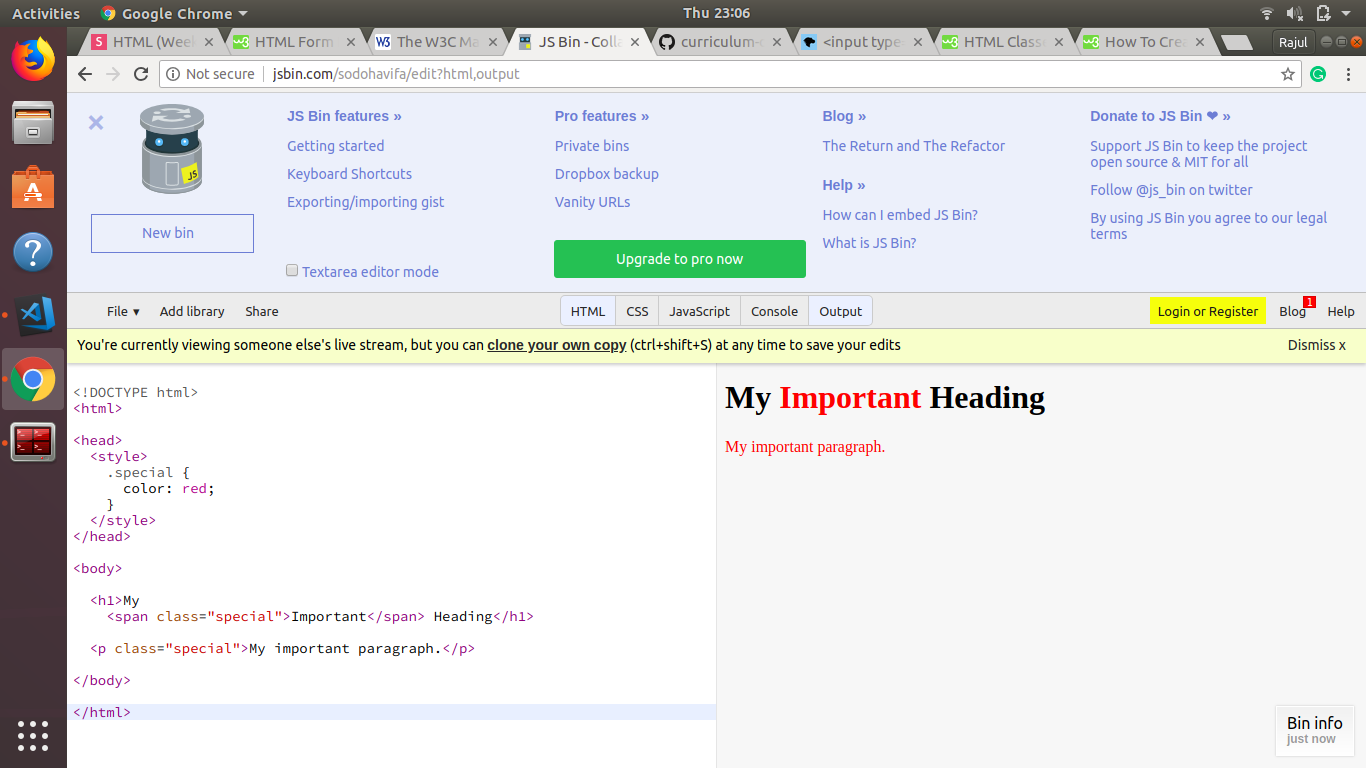 Activities Google Chrome Thu 23:06
HTML (Wee HTML Form The W3C Ma JS Bin - Colla curriculum- <input type HTML Class How To Crea Rajul
Not secure jsbin.com/sodohavifa/edit?html,output
JS Bin features »
Getting started
Keyboard Shortcuts
Exporting/importing gist
Textarea editor mode
JS
New bin
Pro features »
Private bins
Dropbox backup
Vanity URLs
Upgrade to pro now
Blog »
The Return and The Refactor
Help »
How can I embed JS Bin?
What is JS Bin?
Donate to JS Bin ❤ »
Support JS Bin to keep the project
open source & MIT for all
Follow @js_bin on twitter
By using JS Bin you agree to our legal
terms
File ▾ Add library Share HTML CSS JavaScript Console Output Login or Register Blog 1 Help
You're currently viewing someone else's live stream, but you can clone your own copy (ctrl+shift+S) at any time to save your edits Dismiss x
<!DOCTYPE html>
<html>
<head>
<style>
.special {
color: red;
}
</style>
</head>
<body>
<h1>My
<span class="special">Important</span> Heading</h1>
<p class="special">My important paragraph.</p>
</body>
</html>
My Important Heading
My important paragraph.
Bin info
just now